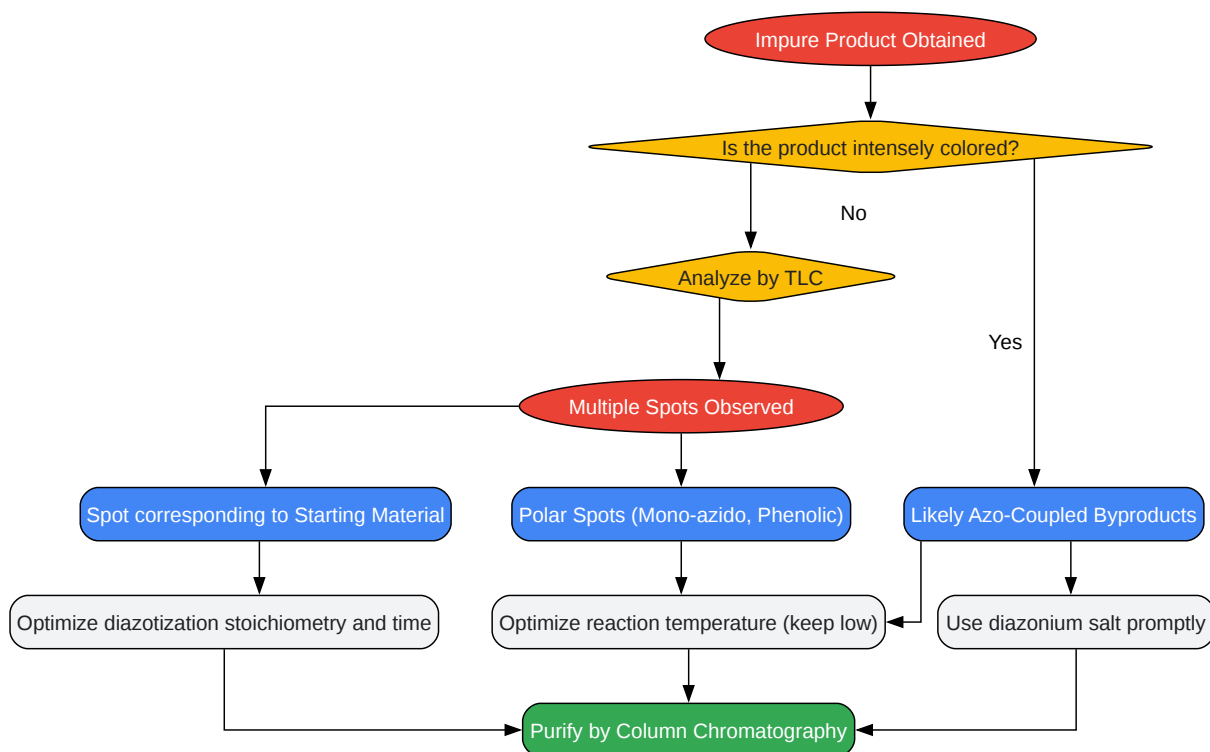 Impure Product Obtained
Is the product intensely colored?
No
Analyze by TLC
Yes
Multiple Spots Observed
Spot corresponding to Starting Material
Polar Spots (Mono-azido, Phenolic)
Likely Azo-Coupled Byproducts
Optimize diazotization stoichiometry and time
Optimize reaction temperature (keep low)
Use diazonium salt promptly
Purify by Column Chromatography